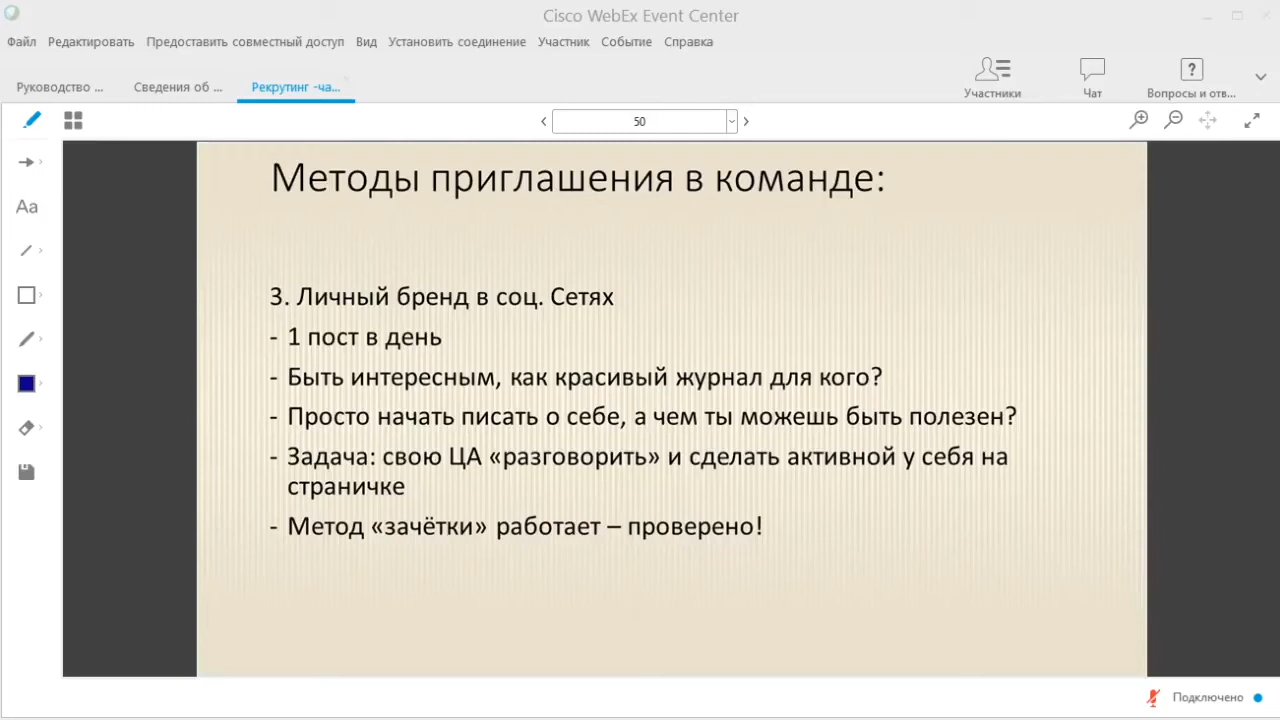 Cisco WebEx Event Center
Файл Редактировать Предоставить совместный доступ Вид Установить соединение Участник Событие Справка
Руководство ... Сведения об ... Рекрутинг -ча...
Участники Чат Вопросы и отв...
50
Методы приглашения в команде:
3. Личный бренд в соц. Сетях
- 1 пост в день
- Быть интересным, как красивый журнал для кого?
- Просто начать писать о себе, а чем ты можешь быть полезен?
- Задача: свою ЦА «разговорить» и сделать активной у себя на
страничке
- Метод «зачётки» работает – проверено!
Aa
Подключено